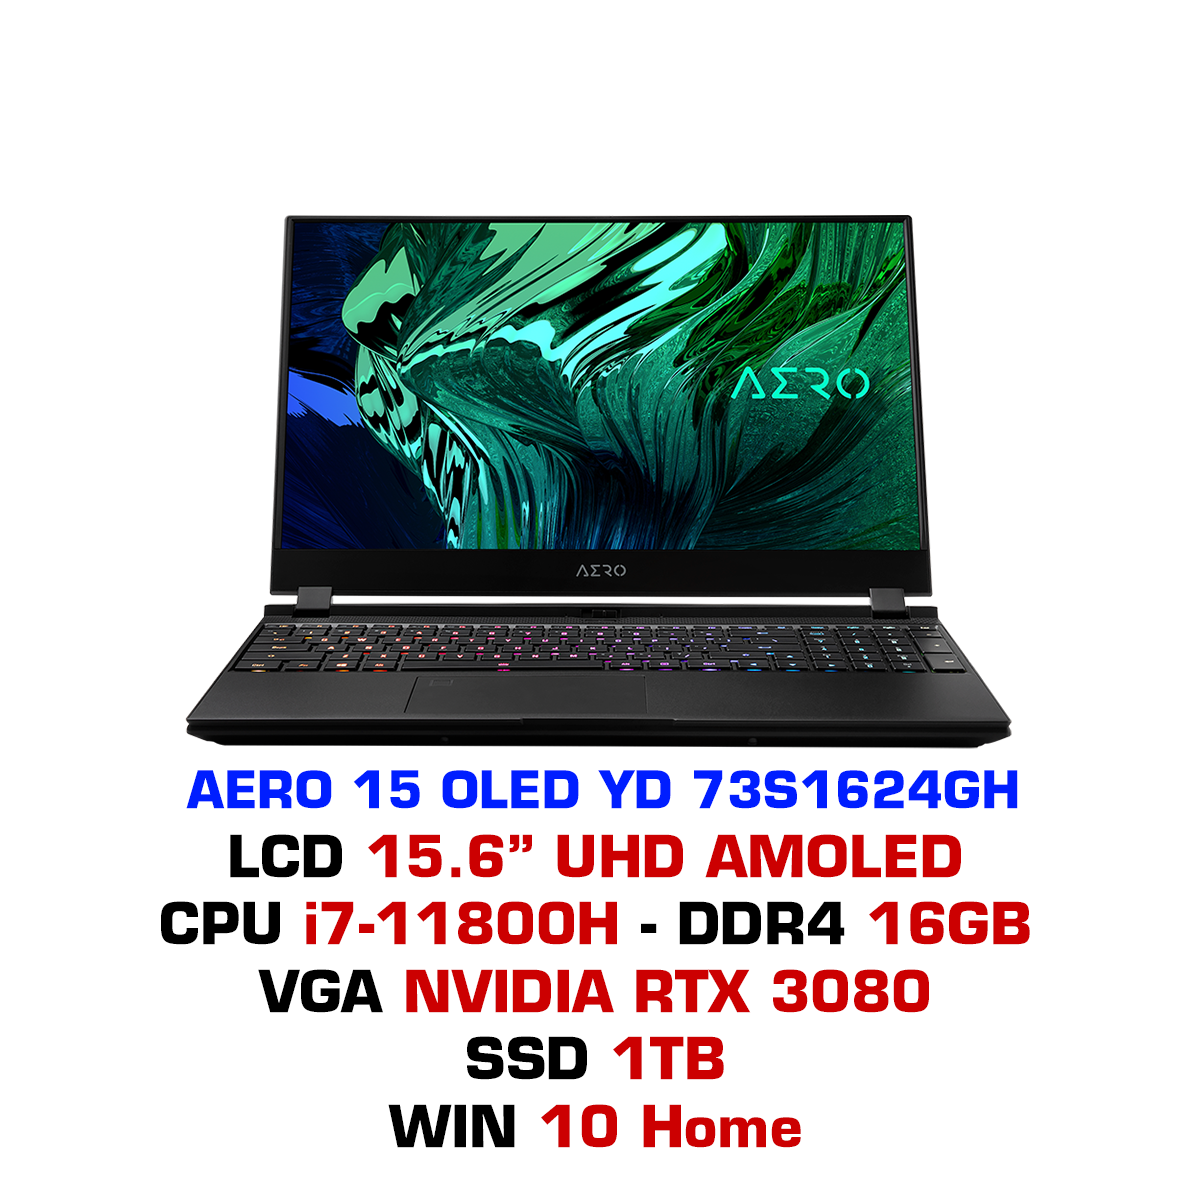 AERO
AERO
AERO 15 OLED YD 73S1624GH
LCD 15.6” UHD AMOLED
CPU i7-11800H - DDR4 16GB
VGA NVIDIA RTX 3080
SSD 1TB
WIN 10 Home